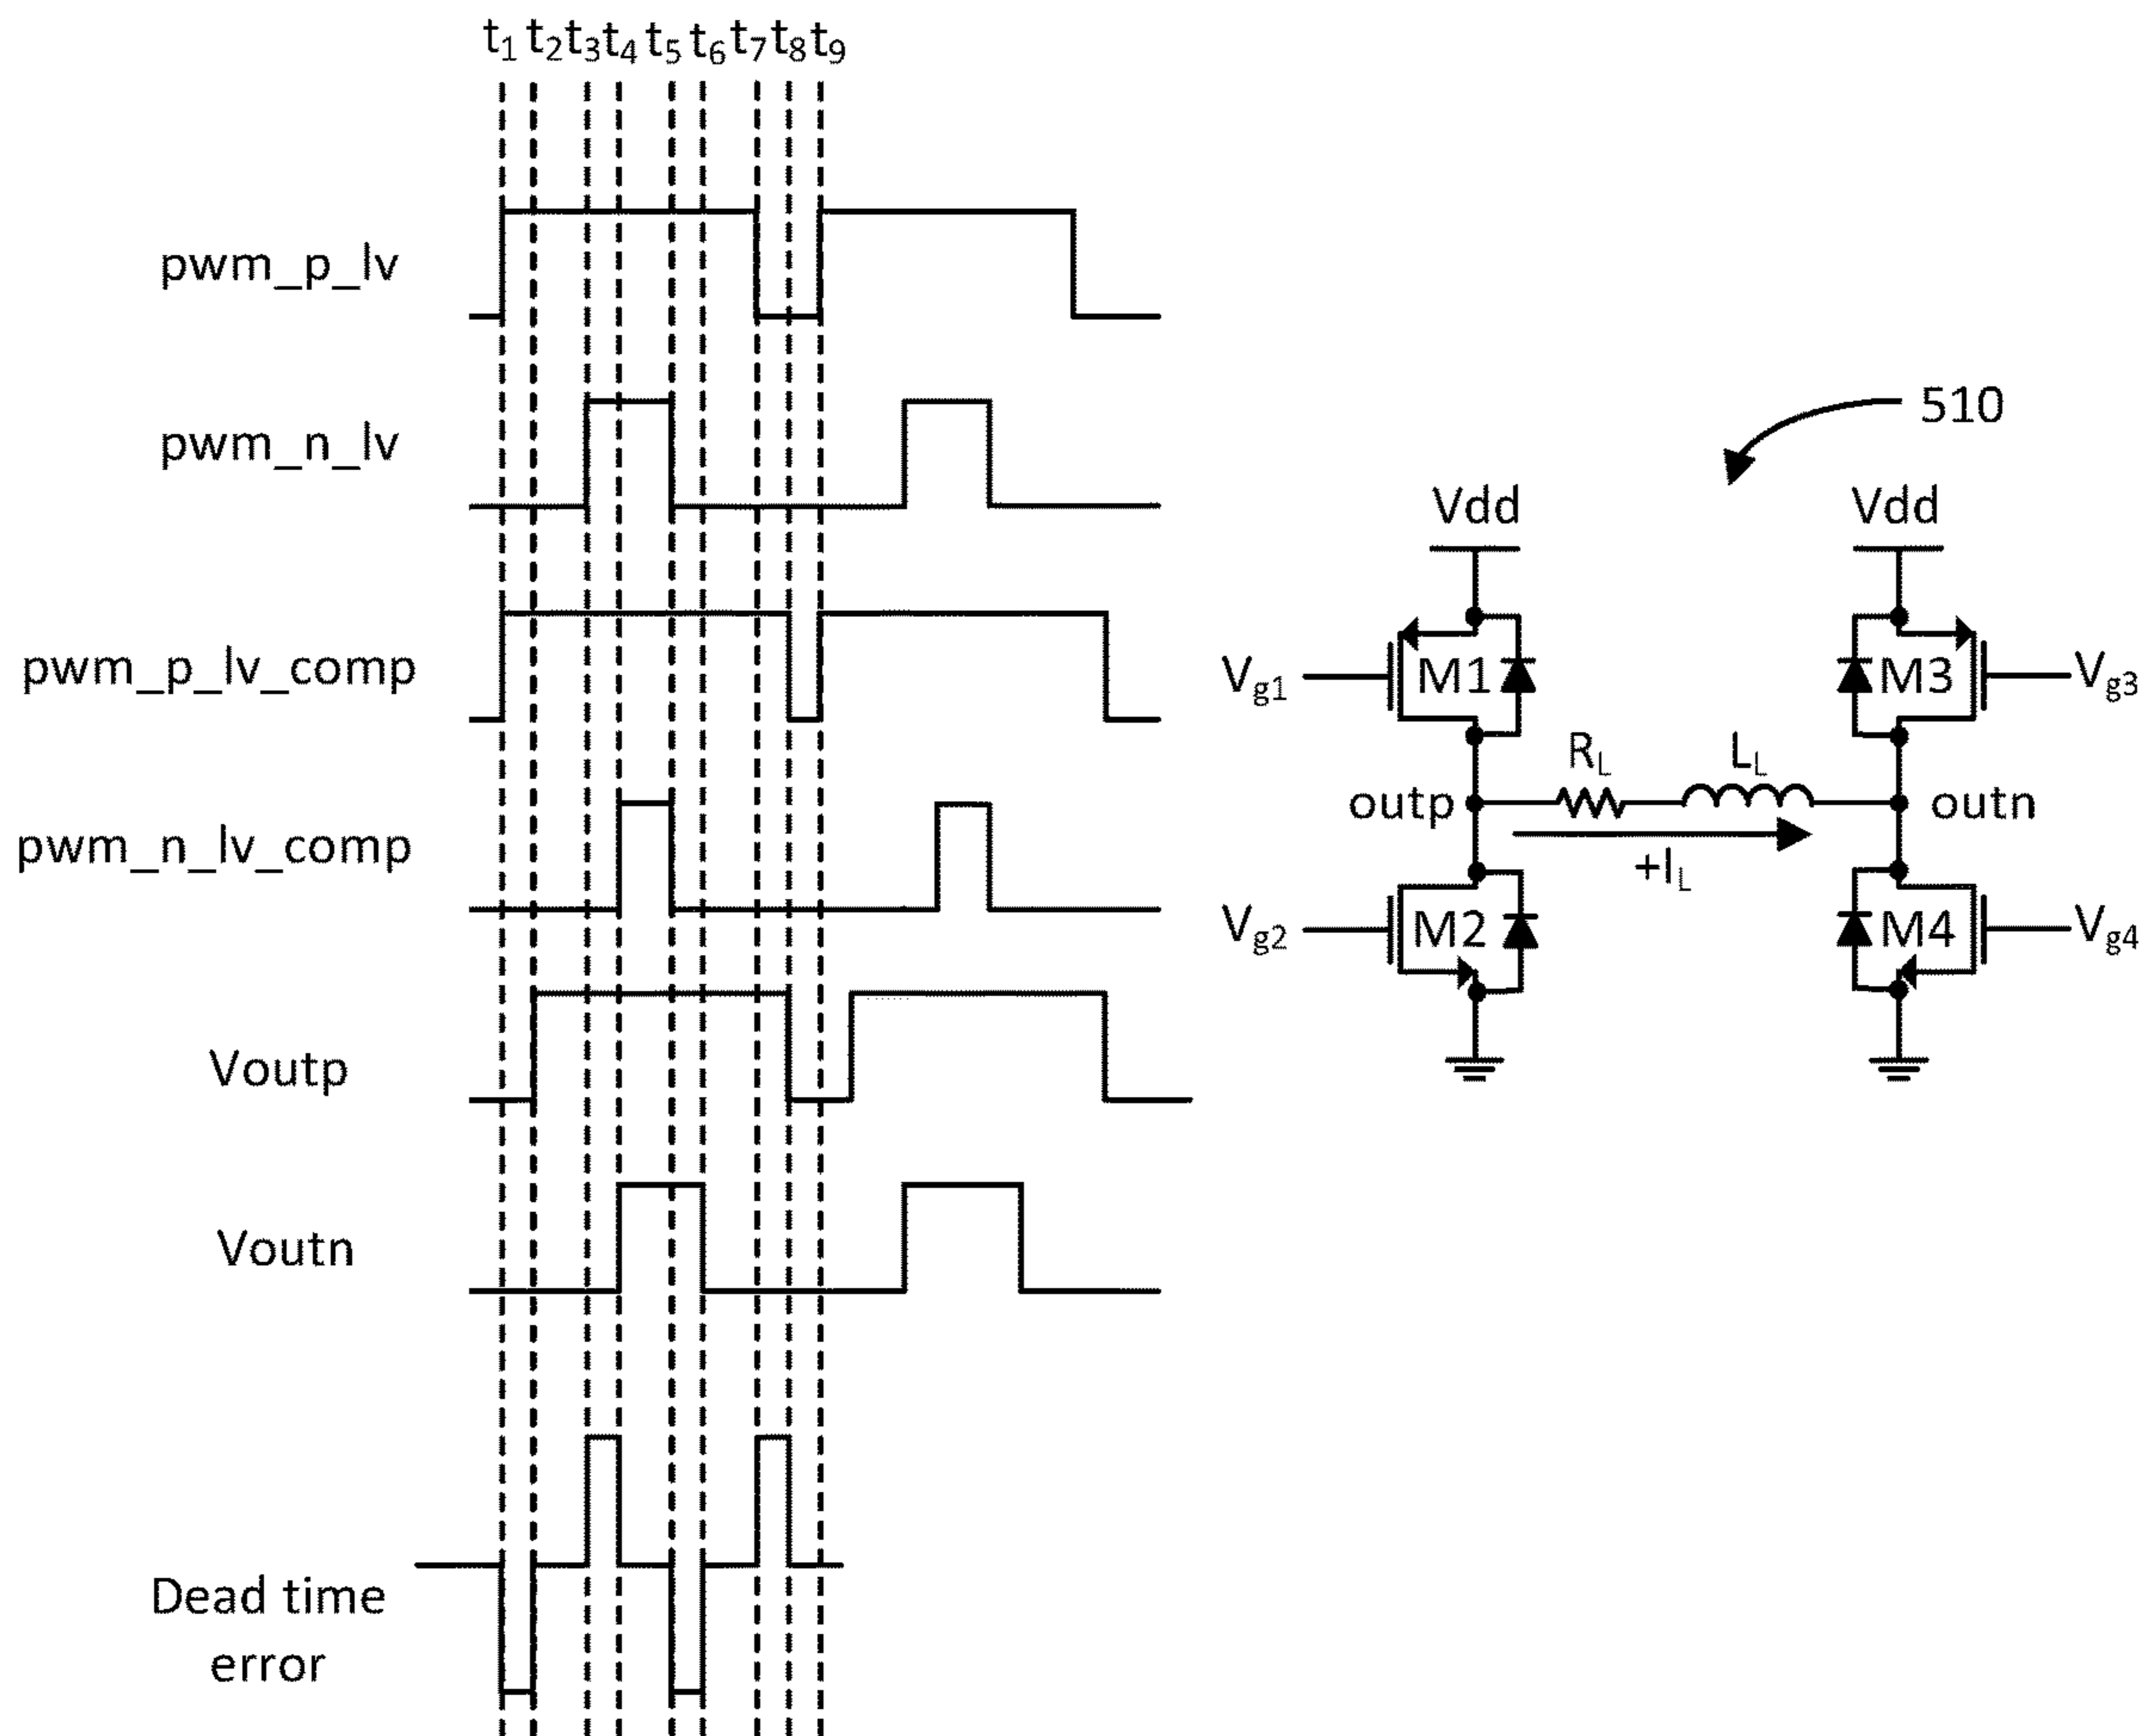 t1 t2 t3 t4 t5 t6 t7 t8 t9
pwm_p_lv
pwm_n_lv
pwm_p_lv_comp
pwm_n_lv_comp
Voutp
Voutn
Dead time
error
510
Vdd Vdd
Vg1 M1 M3 Vg3
RL LL
outp outn
+IL
Vg2 M2 M4 Vg4